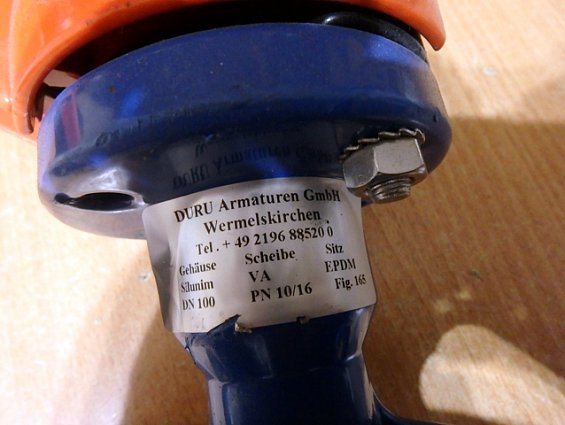 DURU Armaturen GmbH
Wermelskirchen
Tel. + 49 2196 88520 0
Gehäuse Scheibe Sitz
Silunim VA EPDM
DN 100 PN 10/16 Fig. 165